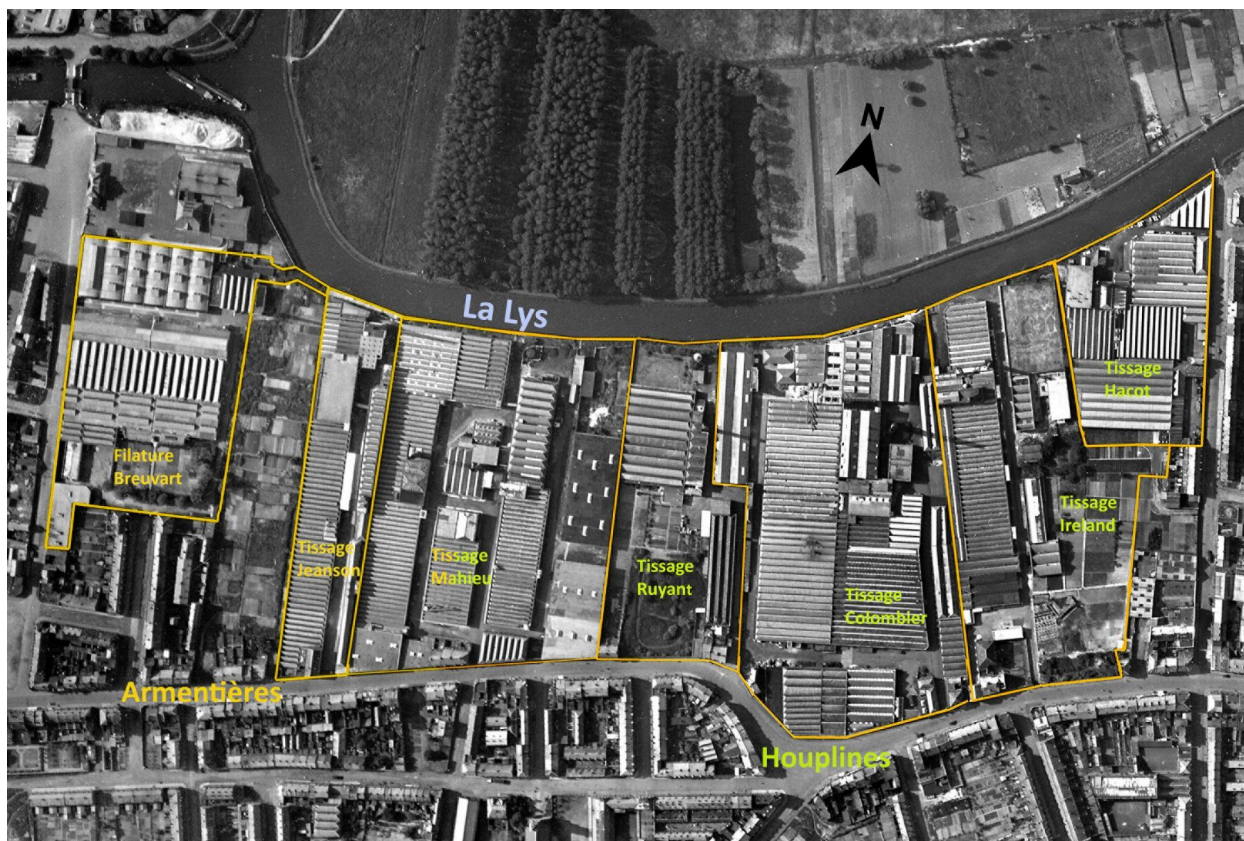 N
La Lys
Tissage
Hacot
Filature
Breuvart
Tissage
Jeanson
Tissage
Mahieu
Tissage
Ruyant
Tissage
Colombier
Tissage
Ireland
Armentières
Houplines